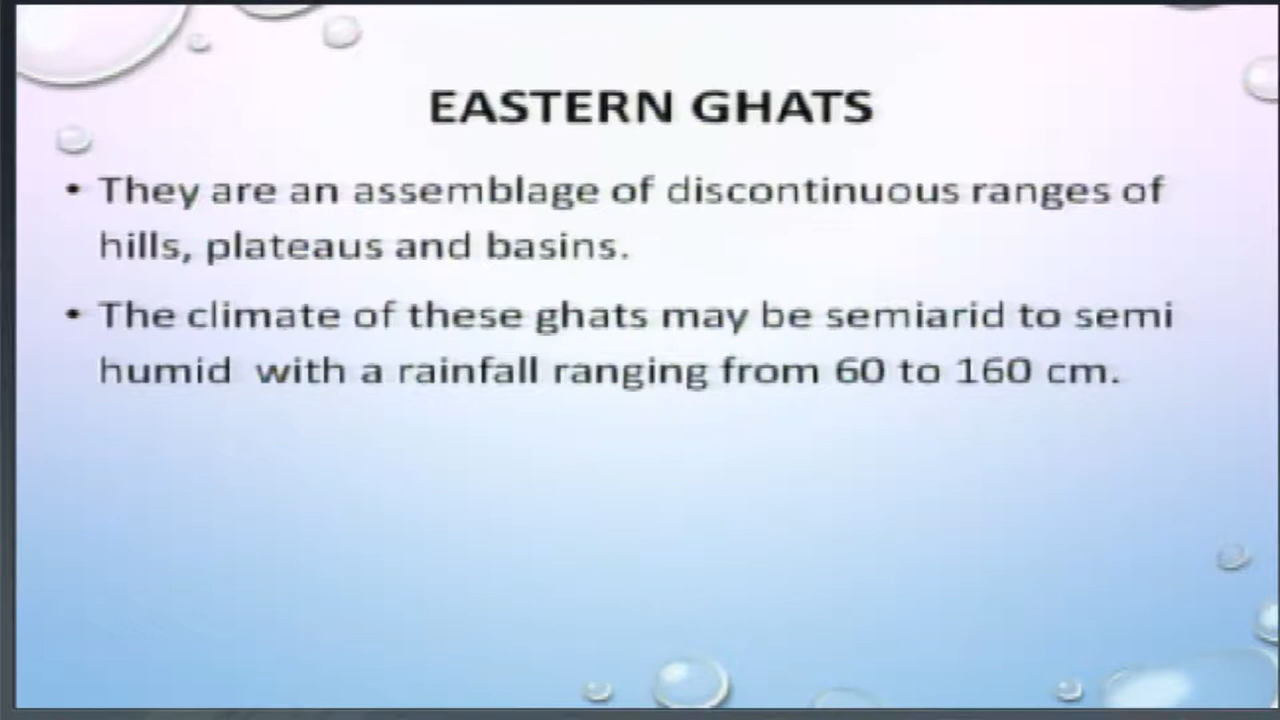 EASTERN GHATS
• They are an assemblage of discontinuous ranges of
hills, plateaus and basins.
• The climate of these ghats may be semiarid to semi
humid  with a rainfall ranging from 60 to 160 cm.